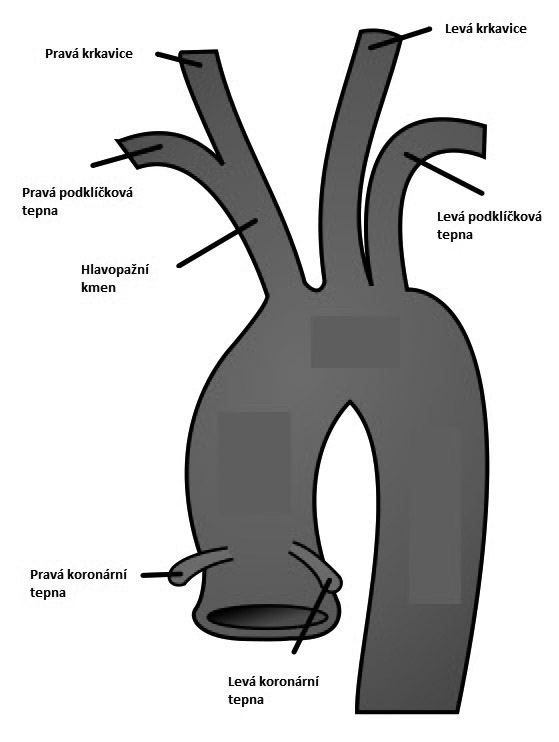 Levá krkavice
Pravá krkavice
Pravá podklíčková
tepna
Levá podklíčková
tepna
Hlavopažní
kmen
Pravá koronární
tepna
Levá koronární
tepna